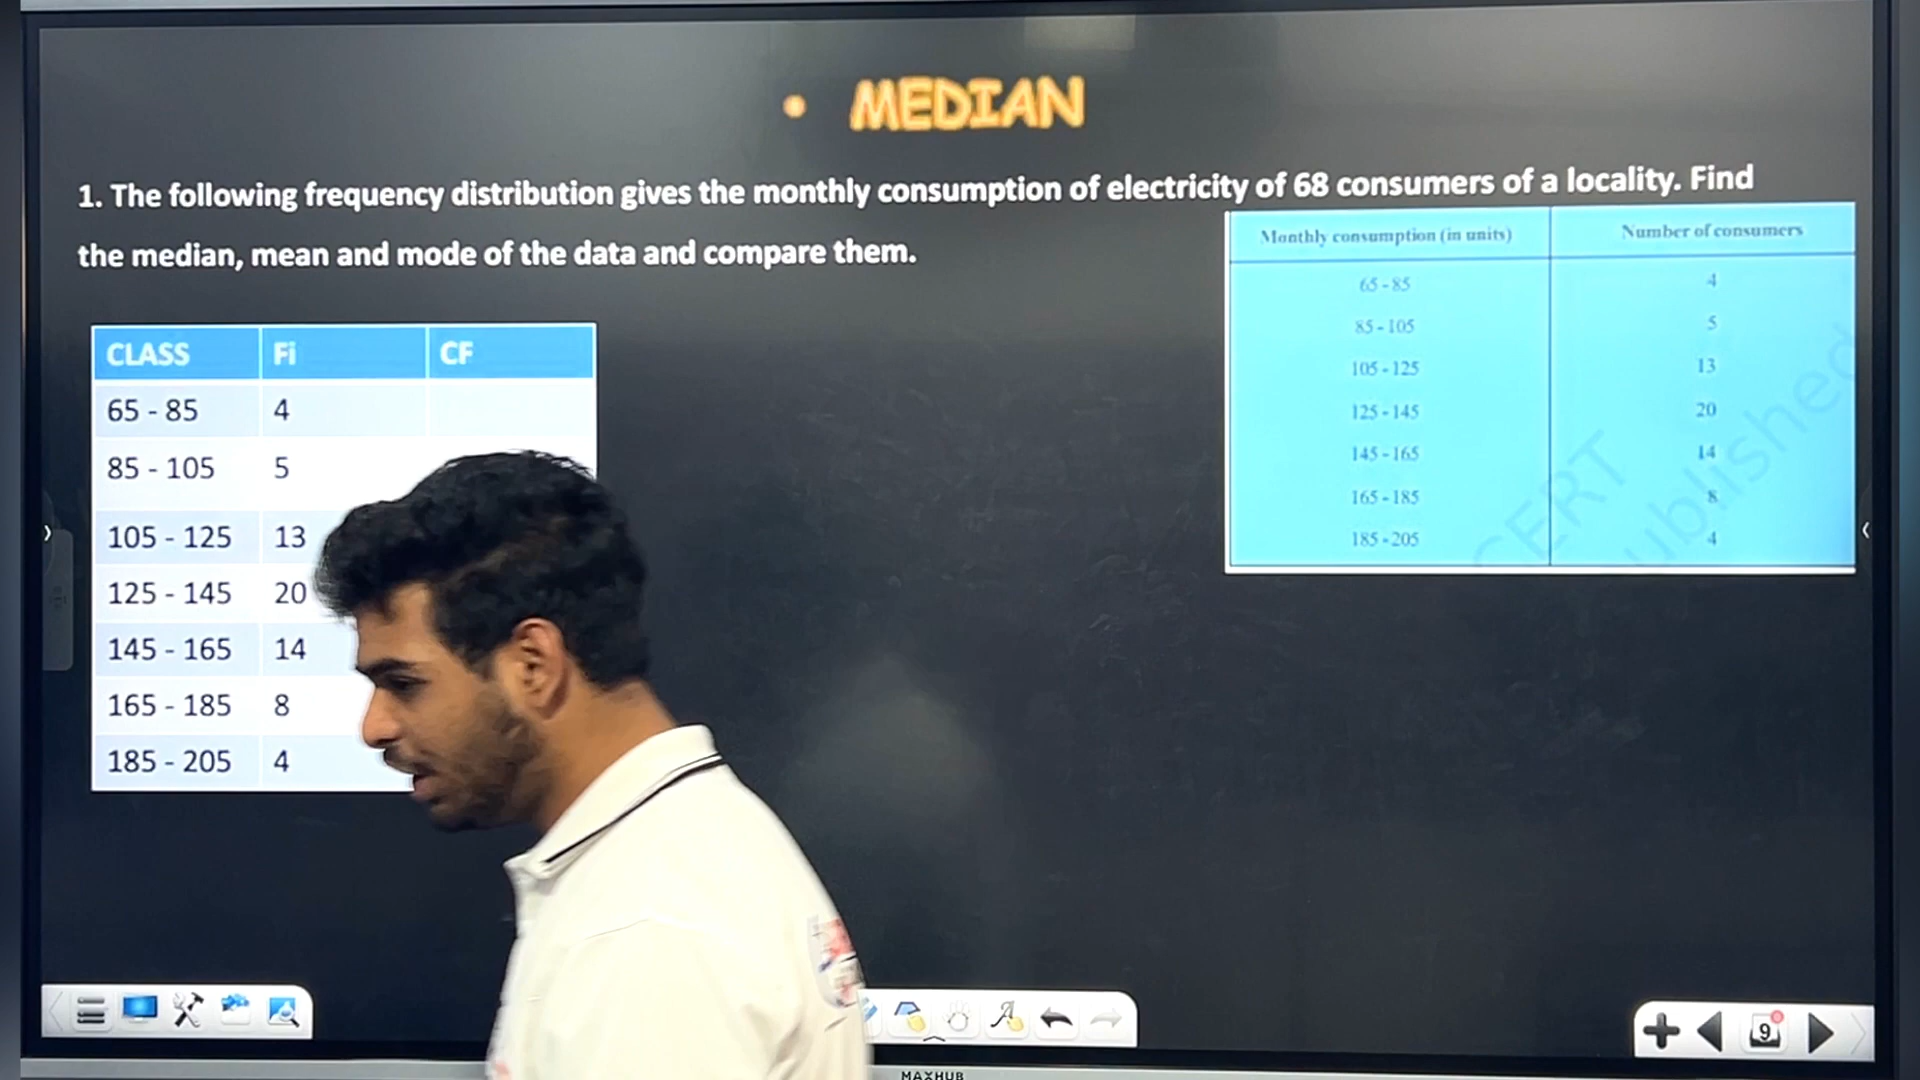 • MEDIAN
1. The following frequency distribution gives the monthly consumption of electricity of 68 consumers of a locality. Find
the median, mean and mode of the data and compare them.
Monthly consumption (in units) Number of consumers
65 - 85 4
85 - 105 5
105 - 125 13
125 - 145 20
145 - 165 14
165 - 185 8
185 - 205 4
CLASS Fi CF
65 - 85 4
85 - 105 5
105 - 125 13
125 - 145 20
145 - 165 14
165 - 185 8
185 - 205 4
CERT
ublished
9
MAXHUB